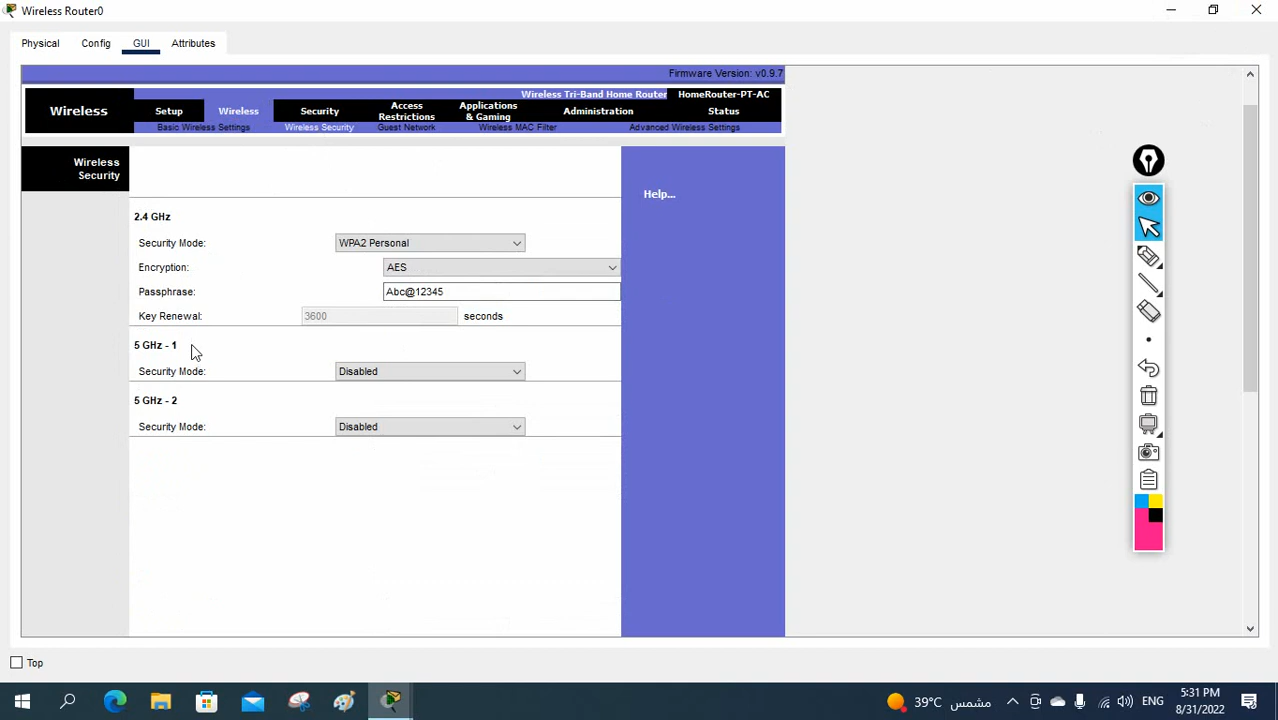 Wireless Router0
Physical Config GUI Attributes
Firmware Version: v0.9.7
Wireless Tri-Band Home Router HomeRouter-PT-AC
Wireless Setup Wireless Security Access Restrictions Applications & Gaming Administration Status
Basic Wireless Settings Wireless Security Guest Network Wireless MAC Filter Advanced Wireless Settings
Wireless Security
Help...
2.4 GHz
Security Mode: WPA2 Personal
Encryption: AES
Passphrase: Abc@12345
Key Renewal: 3600 seconds
5 GHz - 1
Security Mode: Disabled
5 GHz - 2
Security Mode: Disabled
Top
39°C مشمس ENG 5:31 PM
8/31/2022